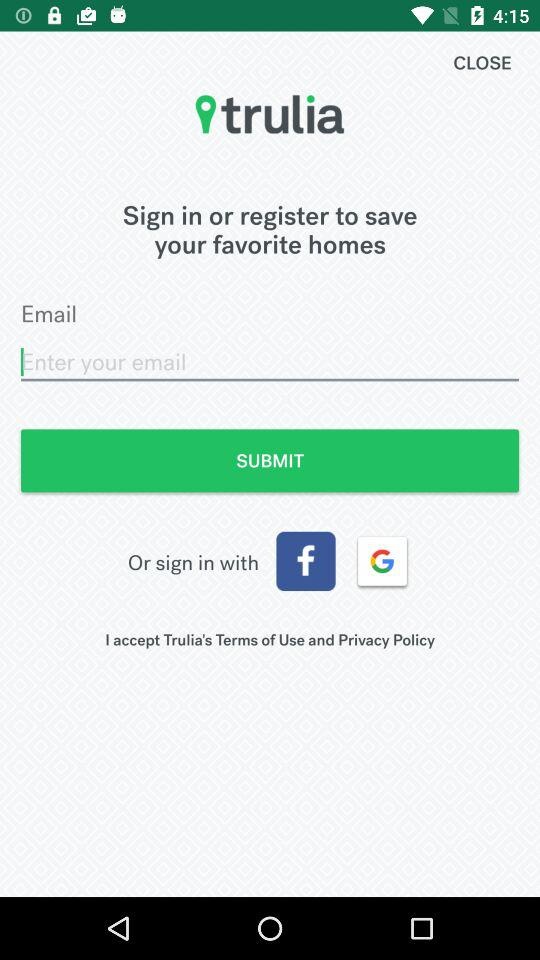 4:15
CLOSE
trulia
Sign in or register to save
your favorite homes
Email
Enter your email
SUBMIT
Or sign in with
f
G
I accept Trulia's Terms of Use and Privacy Policy